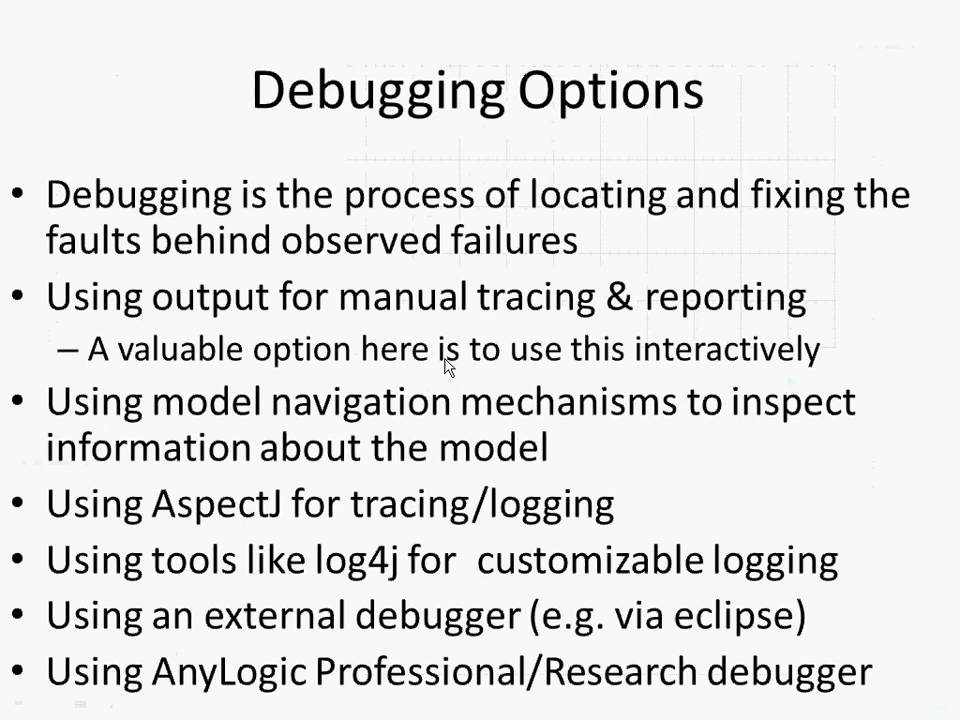 Debugging Options
• Debugging is the process of locating and fixing the
faults behind observed failures
• Using output for manual tracing & reporting
– A valuable option here is to use this interactively
• Using model navigation mechanisms to inspect
information about the model
• Using AspectJ for tracing/logging
• Using tools like log4j for  customizable logging
• Using an external debugger (e.g. via eclipse)
• Using AnyLogic Professional/Research debugger